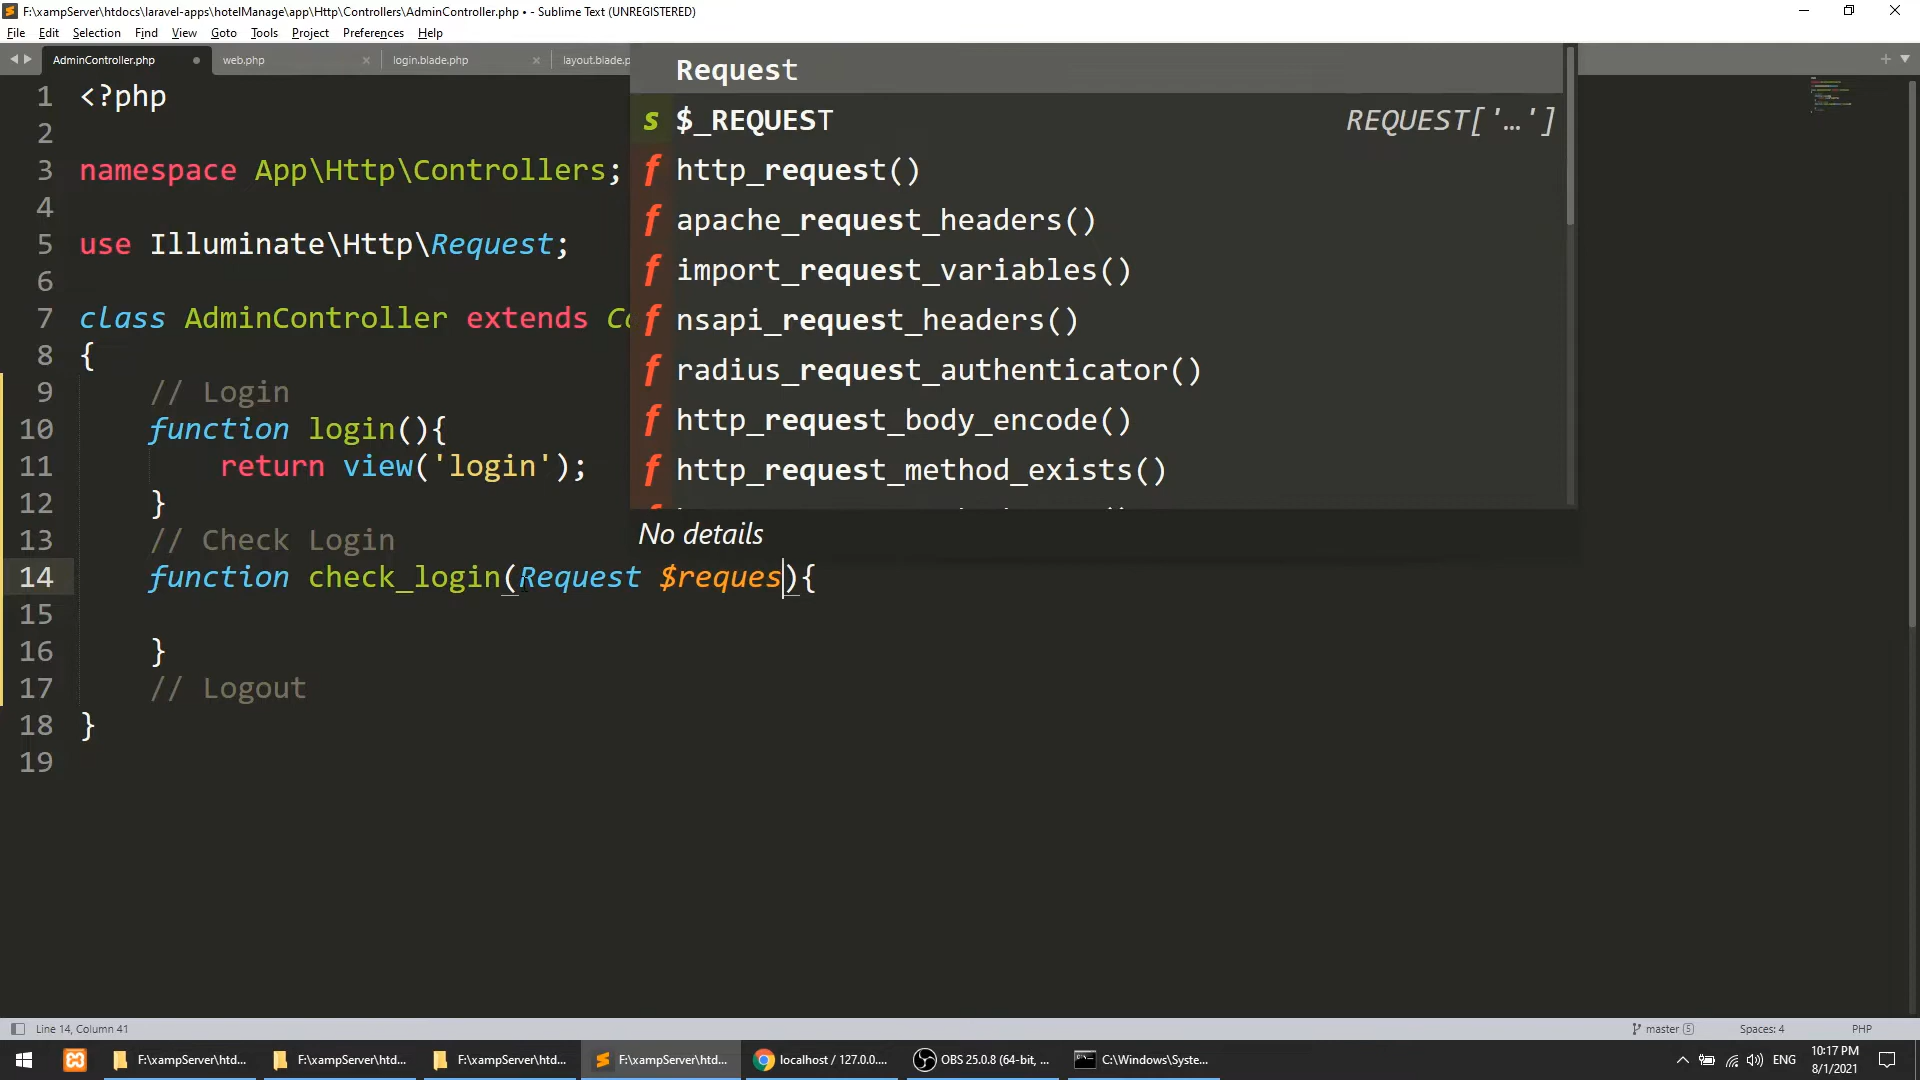 F:\xampServer\htdocs\laravel-apps\hotelManage\app\Http\Controllers\AdminController.php • - Sublime Text (UNREGISTERED)
File Edit Selection Find View Goto Tools Project Preferences Help
AdminController.php web.php login.blade.php layout.blade.p
1 <?php
2
3 namespace App\Http\Controllers;
4
5 use Illuminate\Http\Request;
6
7 class AdminController extends Co
8 {
9 // Login
10 function login(){
11 return view('login');
12 }
13 // Check Login
14 function check_login(Request $reques){
15
16 }
17 // Logout
18 }
19
Request
s $_REQUEST REQUEST['…']
f http_request()
f apache_request_headers()
f import_request_variables()
f nsapi_request_headers()
f radius_request_authenticator()
f http_request_body_encode()
f http_request_method_exists()
No details
Line 14, Column 41 master 5 Spaces: 4 PHP
F:\xampServer\htd... F:\xampServer\htd... F:\xampServer\htd... F:\xampServer\htd... localhost / 127.0.0.... OBS 25.0.8 (64-bit, ... C:\Windows\Syste... ENG 10:17 PM
8/1/2021